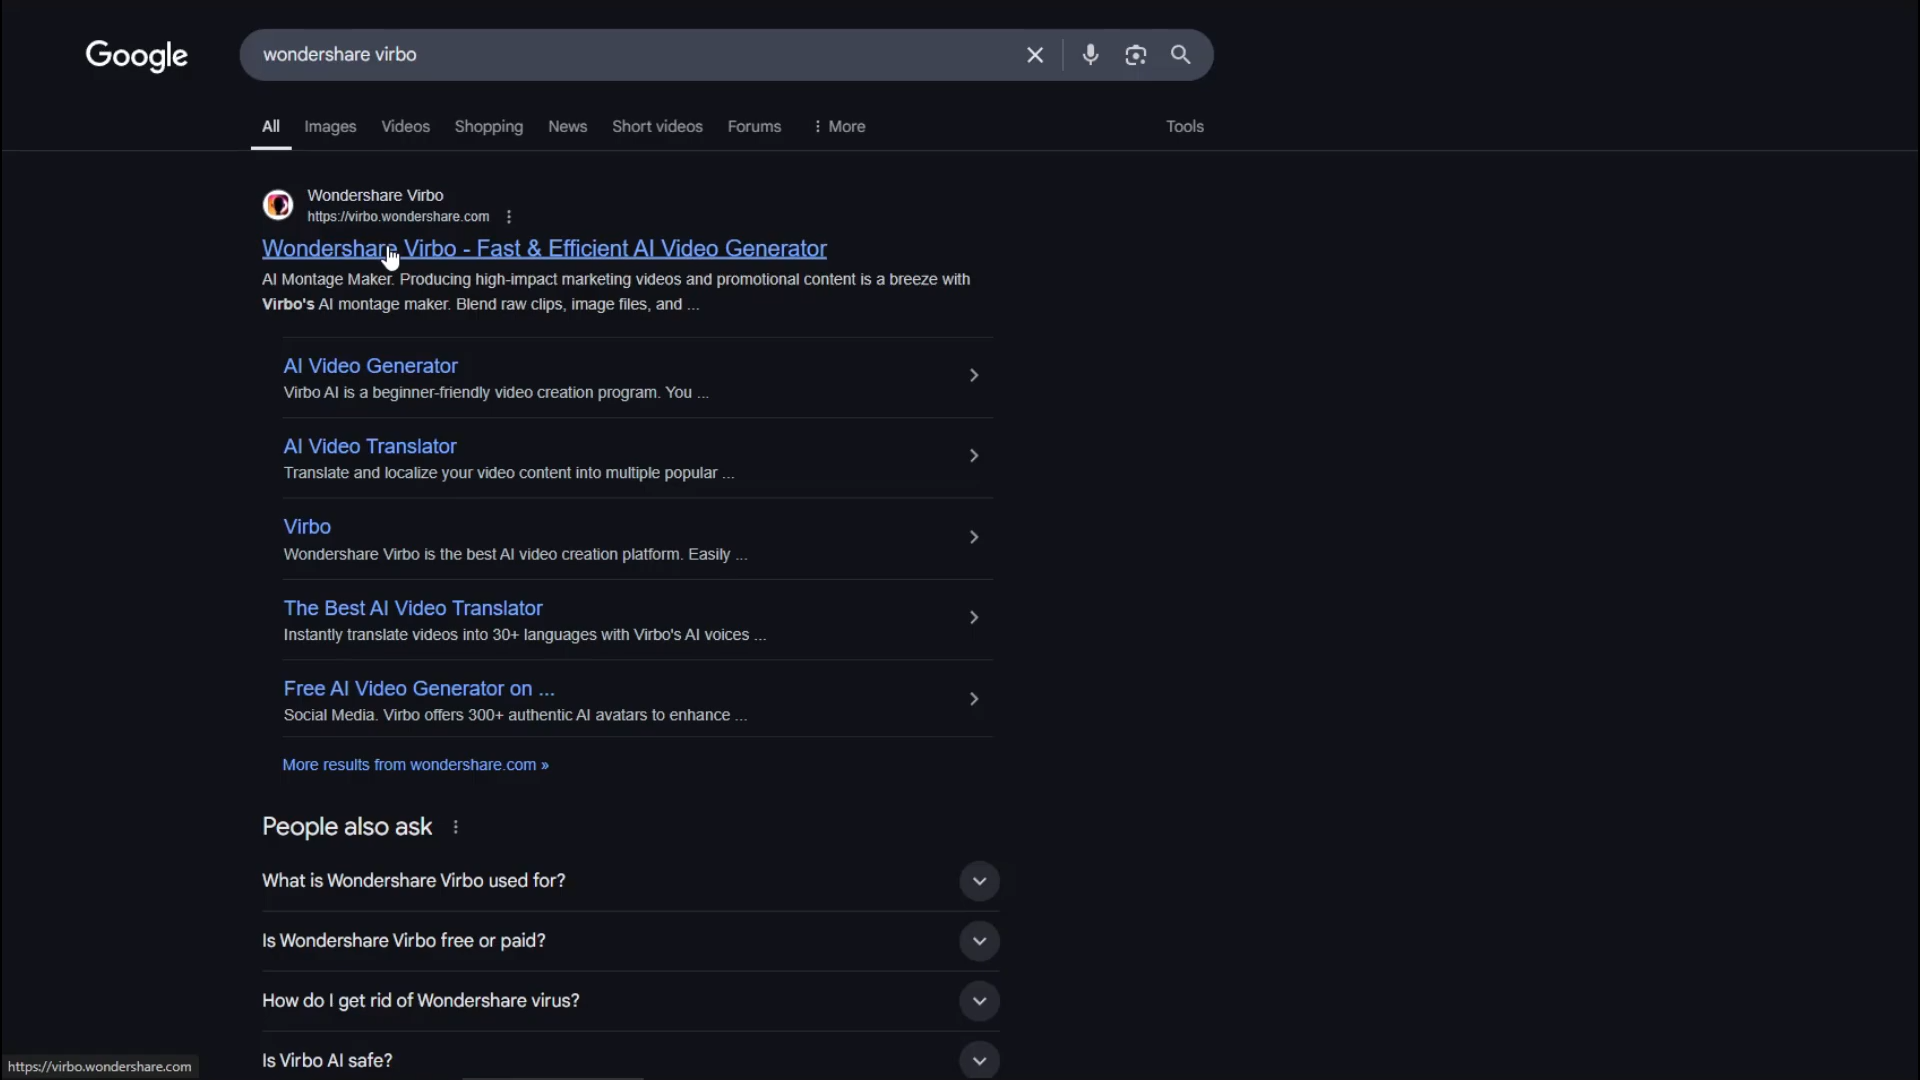 Google
wondershare virbo
All Images Videos Shopping News Short videos Forums More Tools
Wondershare Virbo
https://virbo.wondershare.com
Wondershare Virbo - Fast & Efficient AI Video Generator
AI Montage Maker. Producing high-impact marketing videos and promotional content is a breeze with
Virbo's AI montage maker. Blend raw clips, image files, and ...
AI Video Generator
Virbo AI is a beginner-friendly video creation program. You ...
AI Video Translator
Translate and localize your video content into multiple popular ...
Virbo
Wondershare Virbo is the best AI video creation platform. Easily ...
The Best AI Video Translator
Instantly translate videos into 30+ languages with Virbo's AI voices ...
Free AI Video Generator on ...
Social Media. Virbo offers 300+ authentic AI avatars to enhance ...
More results from wondershare.com »
People also ask
What is Wondershare Virbo used for?
Is Wondershare Virbo free or paid?
How do I get rid of Wondershare virus?
Is Virbo AI safe?
https://virbo.wondershare.com